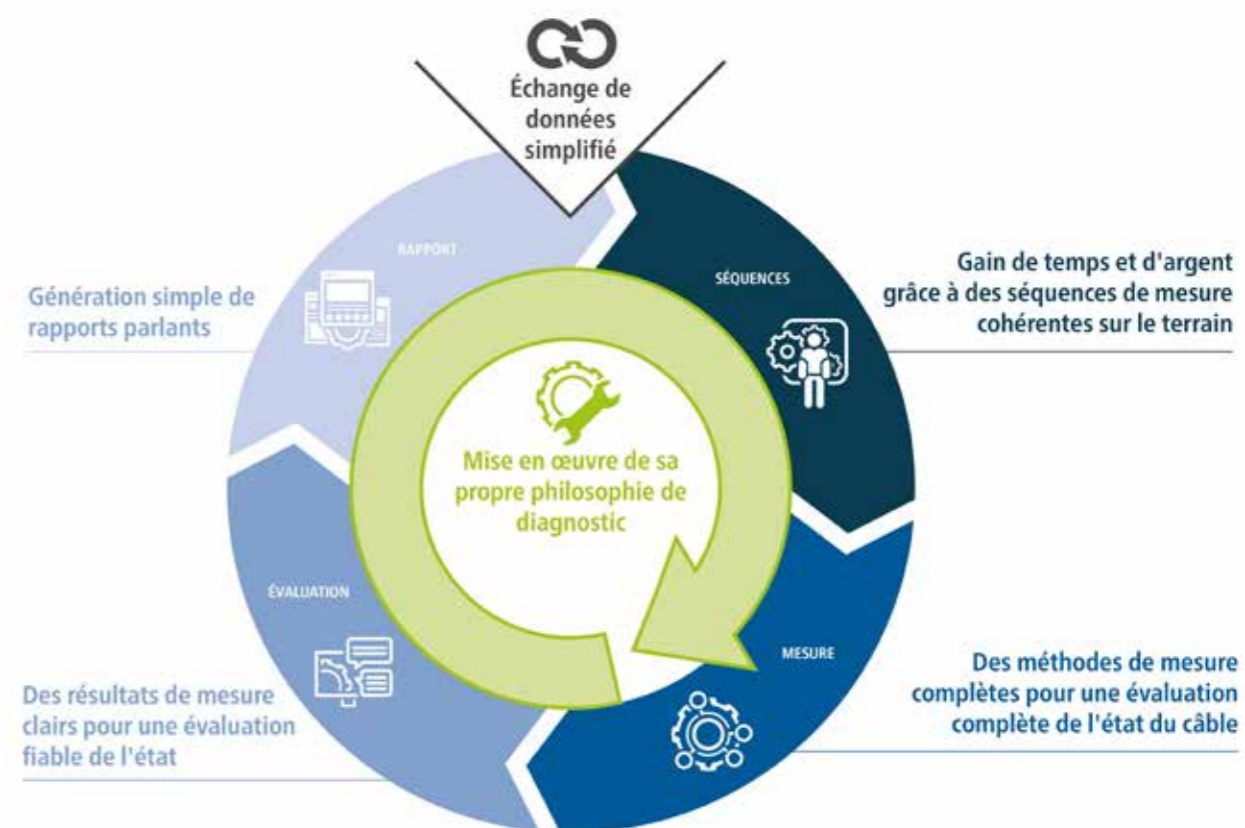 Échange de
données
simplifié
RAPPORT
Génération simple de
rapports parlants
SÉQUENCES
Gain de temps et d'argent
grâce à des séquences de mesure
cohérentes sur le terrain
Mise en œuvre de sa
propre philosophie de
diagnostic
ÉVALUATION
Des résultats de mesure
clairs pour une évaluation
fiable de l'état
MESURE
Des méthodes de mesure
complètes pour une évaluation
complète de l'état du câble